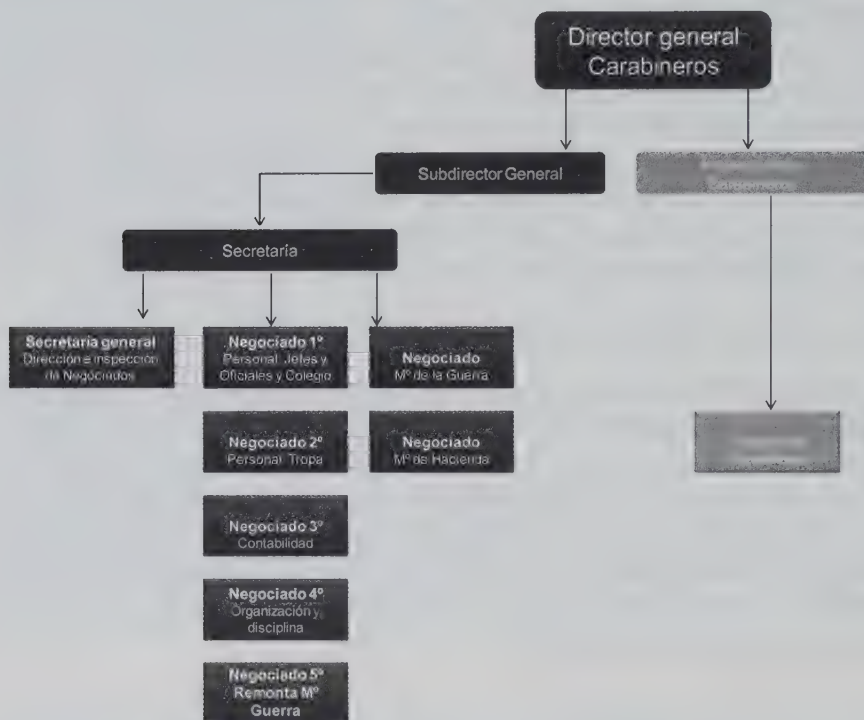 Director general
Carabineros
Subdirector General
Secretaría
Secretaría general
Dirección e inspección
de Negociados
Negociado 1º
Personal Jefes y
Oficiales y Colegio
Negociado
Mº de la Guerra
Negociado 2º
Personal Tropa
Negociado
Mº de Hacienda
Negociado 3º
Contabilidad
Negociado 4º
Organización y
disciplina
Negociado 5º
Remonta Mº
Guerra